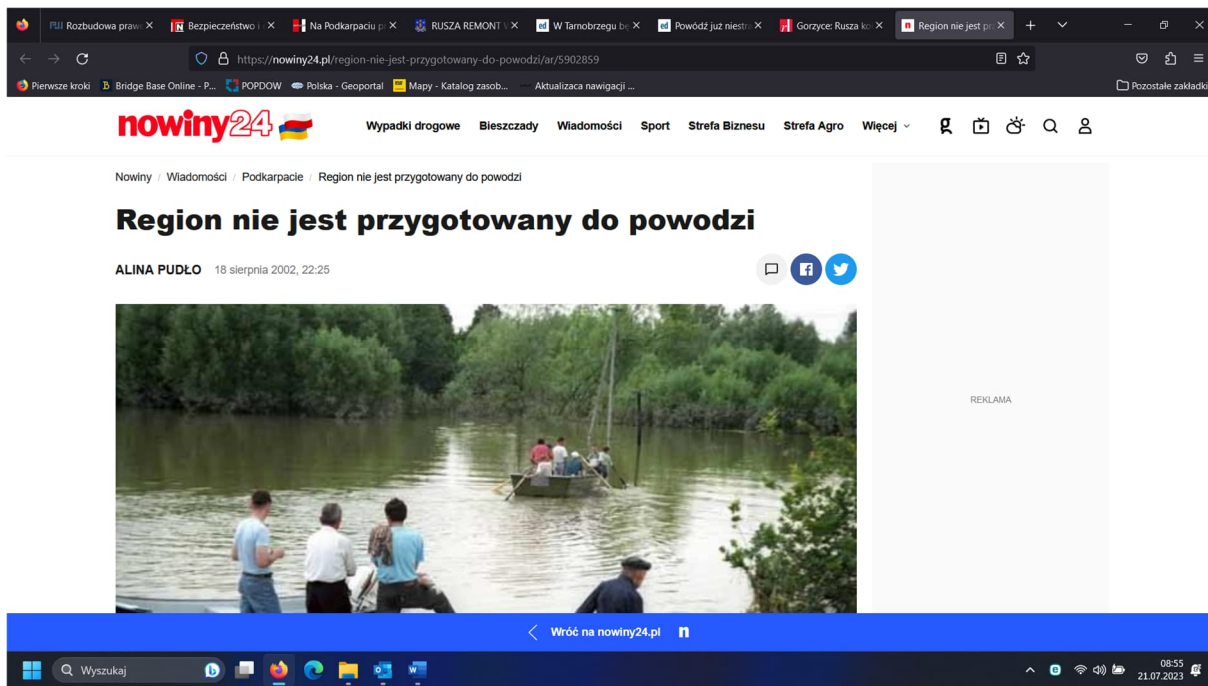 Rozbudowa praw
Bezpieczeństwo i
Na Podkarpaciu p
RUSZA REMONT
W Tarnobrzegu bę
Powódź już niestra
Gorzyce: Rusza ko
Region nie jest prz
https://nowiny24.pl/region-nie-jest-przygotowany-do-powodzi/ar/5902859
Pierwsze kroki Bridge Base Online - P... POPDOW Polska - Geoportal Mapy - Katalog zasob... Aktualizaca nawigacji ... Pozostałe zakładki
nowiny24 Wypadki drogowe Bieszczady Wiadomości Sport Strefa Biznesu Strefa Agro Więcej
Nowiny / Wiadomości / Podkarpacie / Region nie jest przygotowany do powodzi
Region nie jest przygotowany do powodzi
ALINA PUDŁO 18 sierpnia 2002, 22:25
REKLAMA
Wróć na nowiny24.pl n
Wyszukaj
08:55
21.07.2023